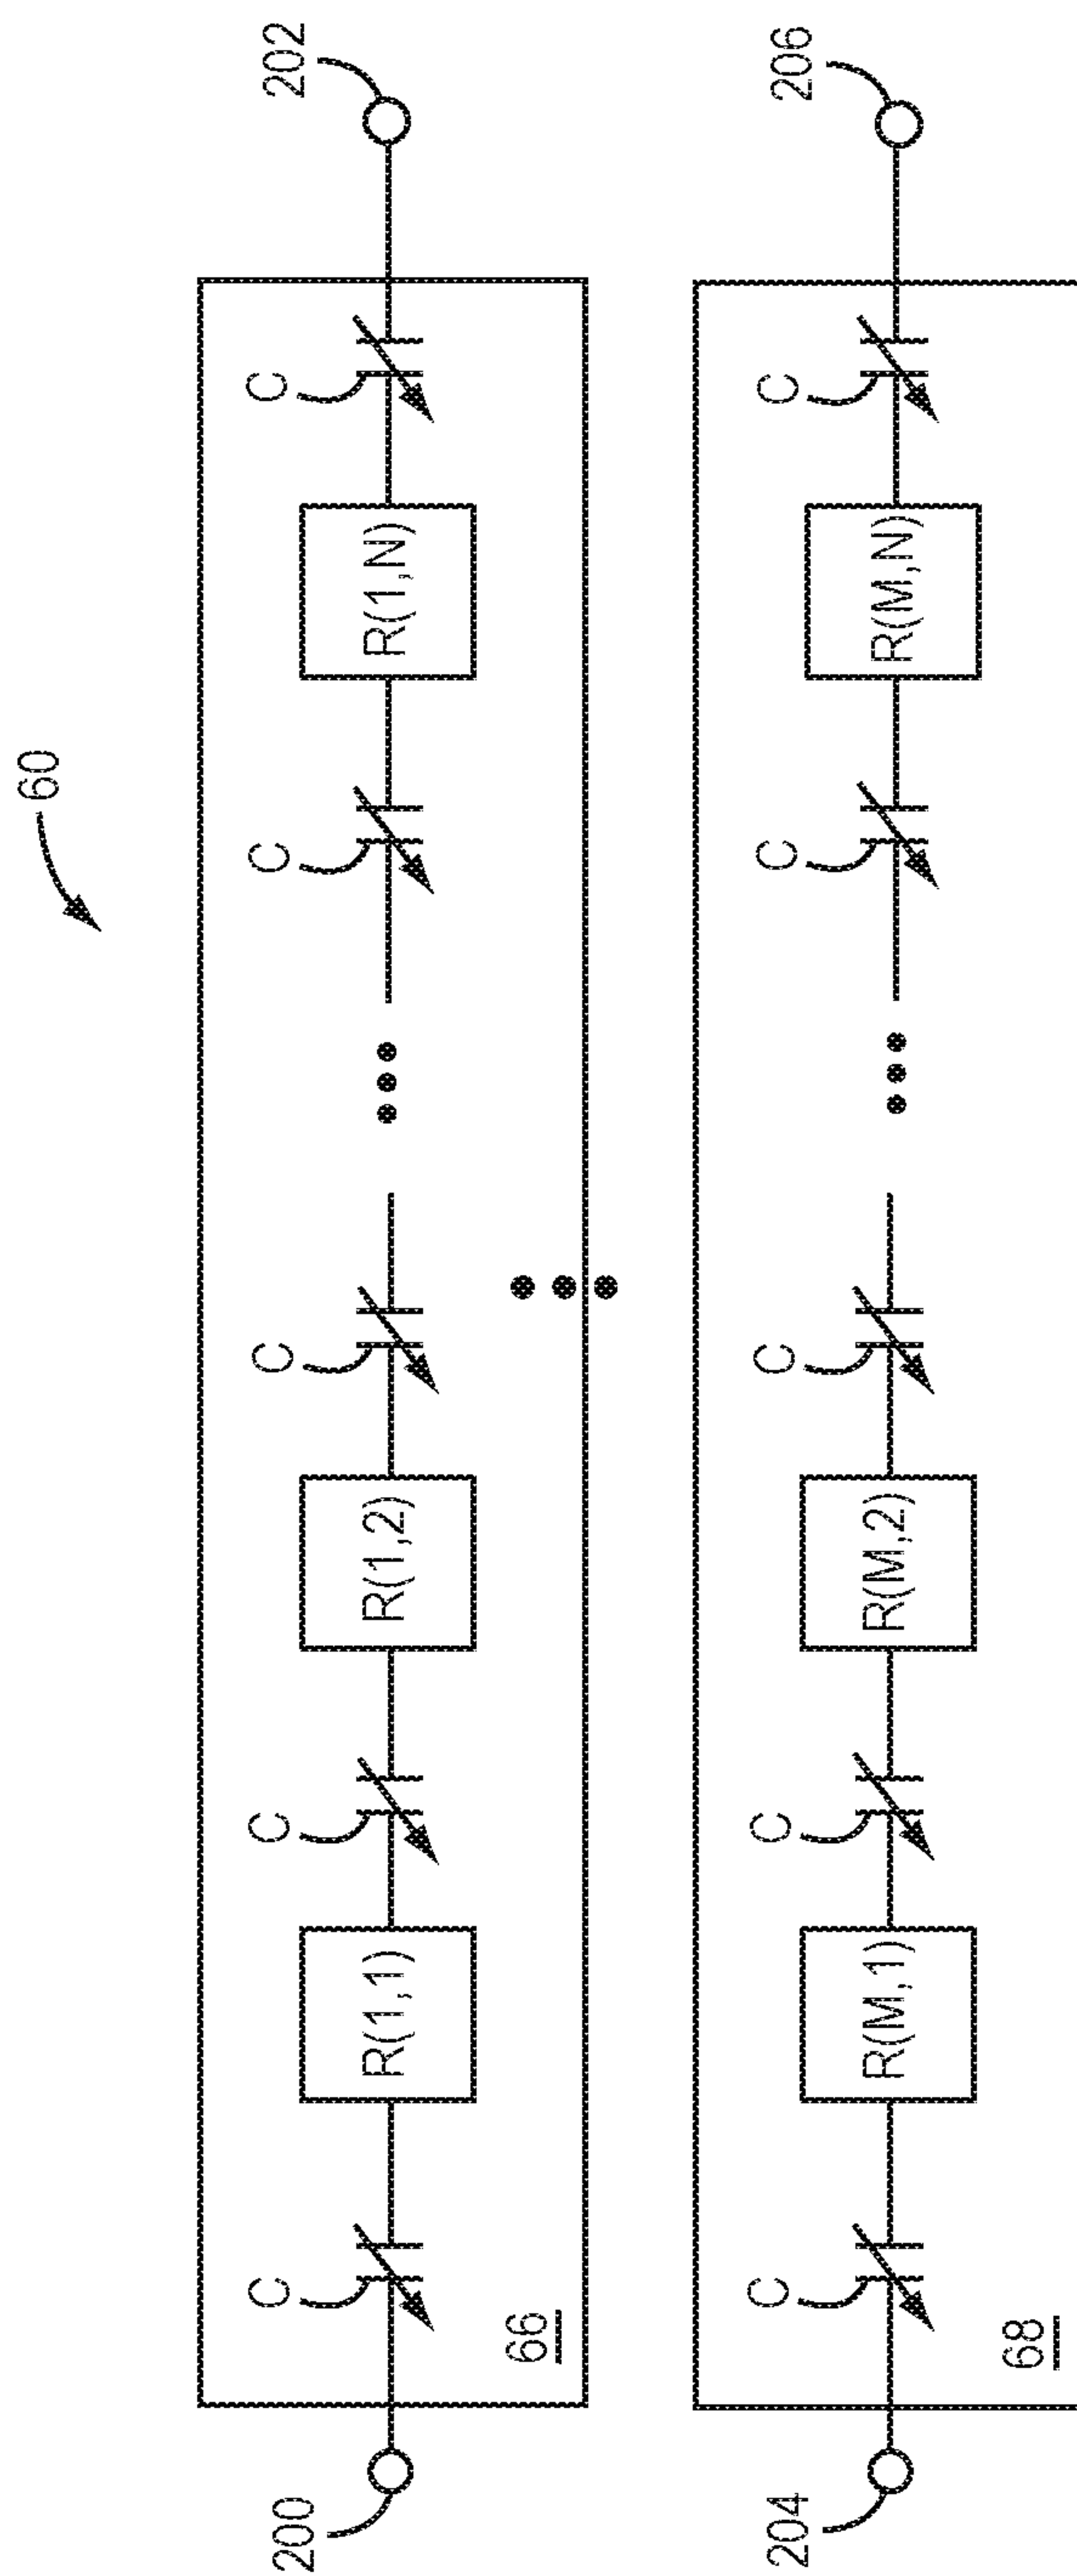 60
200
C
R(1,1)
C
R(1,2)
C
C
R(1,N)
C
202
66
204
C
R(M,1)
C
R(M,2)
C
C
R(M,N)
C
206
68